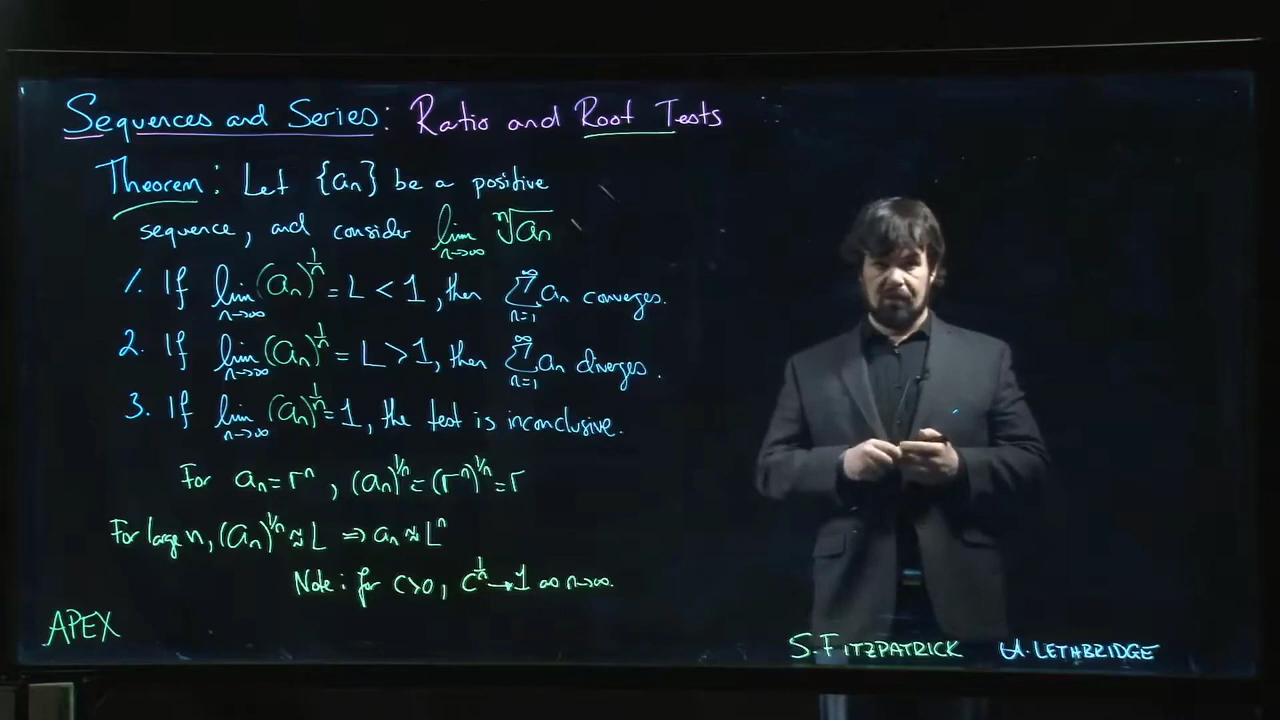 Sequences and Series: Ratio and Root Tests
Theorem: Let {aₙ} be a positive
sequence, and consider lim n→∞ ⁿ√aₙ
1. If lim n→∞ (aₙ)^(1/n) = L < 1, then ∑ n=1 ∞ aₙ converges.
2. If lim n→∞ (aₙ)^(1/n) = L > 1, then ∑ n=1 ∞ aₙ diverges.
3. If lim n→∞ (aₙ)^(1/n) = 1, the test is inconclusive.
For aₙ = rⁿ, (aₙ)^(1/n) = (rⁿ)^(1/n) = r
For large n, (aₙ)^(1/n) ≈ L ⇒ aₙ ≈ Lⁿ
Note: for c>0, c^(1/n) → 1 as n→∞.
APEX
S. FITZPATRICK U. LETHBRIDGE